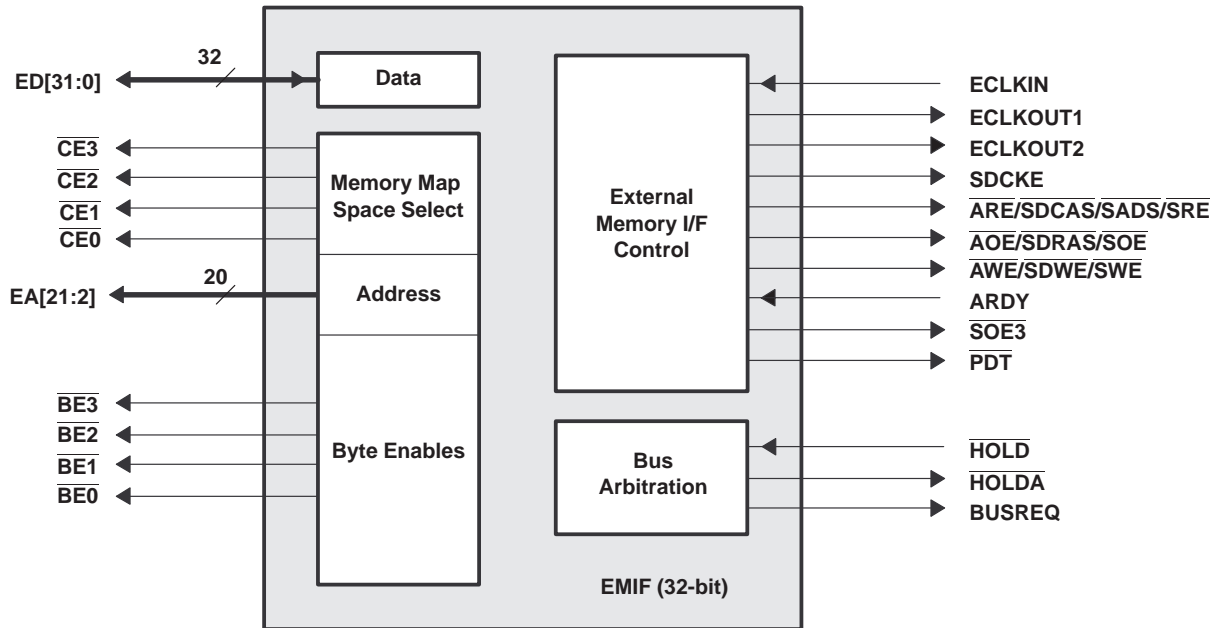 32
ED[31:0]
Data
CE3
CE2
CE1
CE0
Memory Map
Space Select
20
EA[21:2]
Address
BE3
BE2
BE1
BE0
Byte Enables
External
Memory I/F
Control
ECLKIN
ECLKOUT1
ECLKOUT2
SDCKE
ARE/SDCAS/SADS/SRE
AOE/SDRAS/SOE
AWE/SDWE/SWE
ARDY
SOE3
PDT
Bus
Arbitration
HOLD
HOLDA
BUSREQ
EMIF (32-bit)